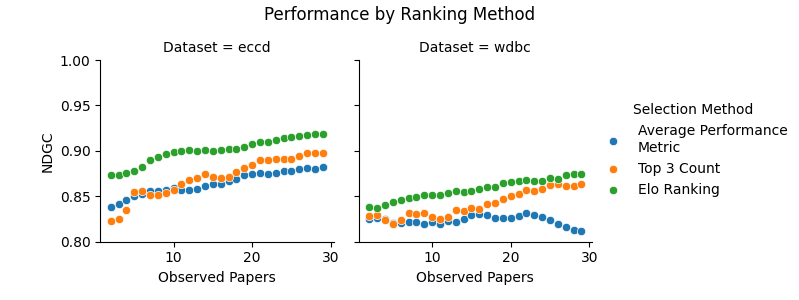 Performance by Ranking Method
Dataset = eccd
Dataset = wdbc
1.00
0.95
0.90
0.85
0.80
NDGC
10
20
30
10
20
30
Observed Papers
Observed Papers
Selection Method
Average Performance
Metric
Top 3 Count
Elo Ranking